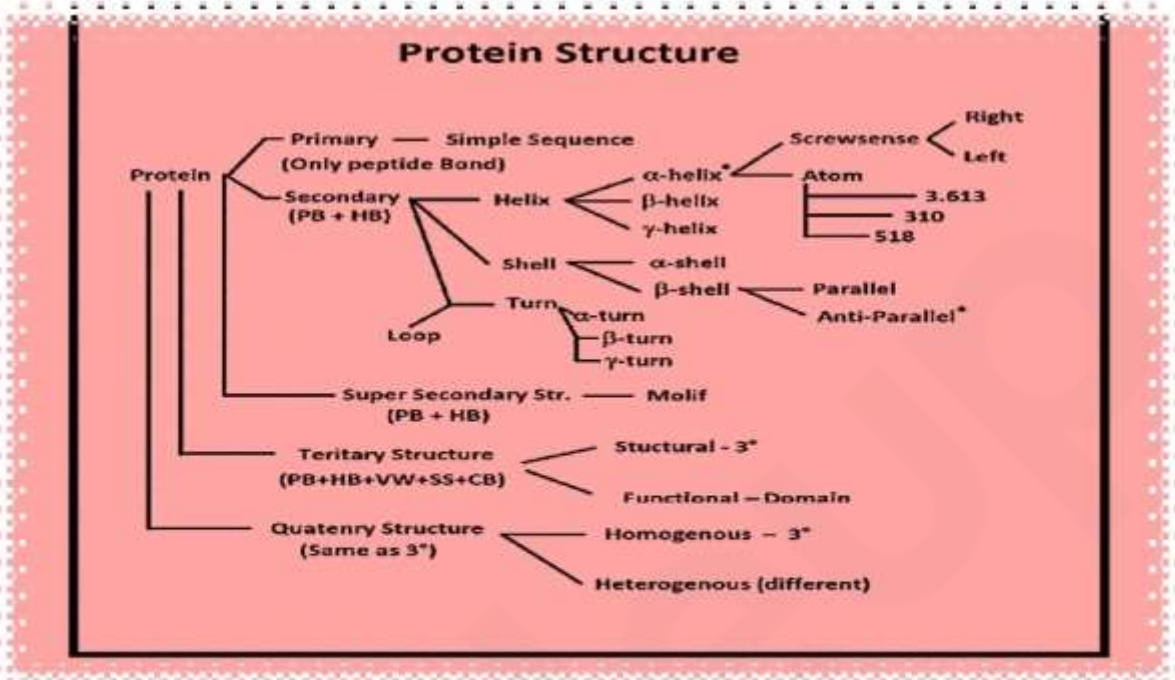 Protein Structure
Right
Primary — Simple Sequence
Screwsense
(Only peptide Bond)
Left
Protein
α-helix*
Atom
Secondary
Helix
β-helix
3.613
(PB + HB)
310
γ-helix
518
Shell
α-shell
β-shell
Parallel
Turn
α-turn
Anti-Parallel*
Loop
β-turn
γ-turn
Super Secondary Str. — Molif
(PB + HB)
Teritary Structure
Stuctural - 3°
(PB+HB+VW+SS+CB)
Functional – Domain
Quatenry Structure
Homogenous – 3°
(Same as 3°)
Heterogenous (different)